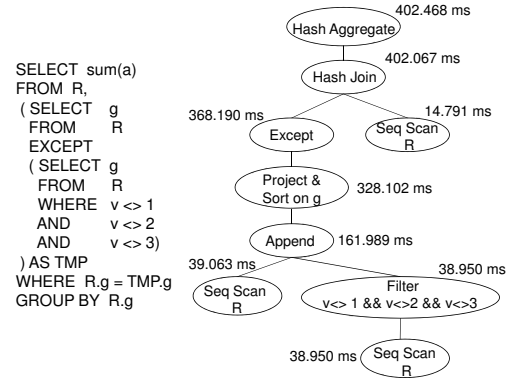 SELECT sum(a)
FROM R,
( SELECT g
FROM R
EXCEPT
( SELECT g
FROM R
WHERE v <> 1
AND v <> 2
AND v <> 3)
) AS TMP
WHERE R.g = TMP.g
GROUP BY R.g
402.468 ms
Hash Aggregate
402.067 ms
Hash Join
368.190 ms
14.791 ms
Except
Seq Scan
R
Project &
Sort on g
328.102 ms
Append
161.989 ms
39.063 ms
38.950 ms
Seq Scan
R
Filter
v<> 1 && v<>2 && v<>3
38.950 ms
Seq Scan
R